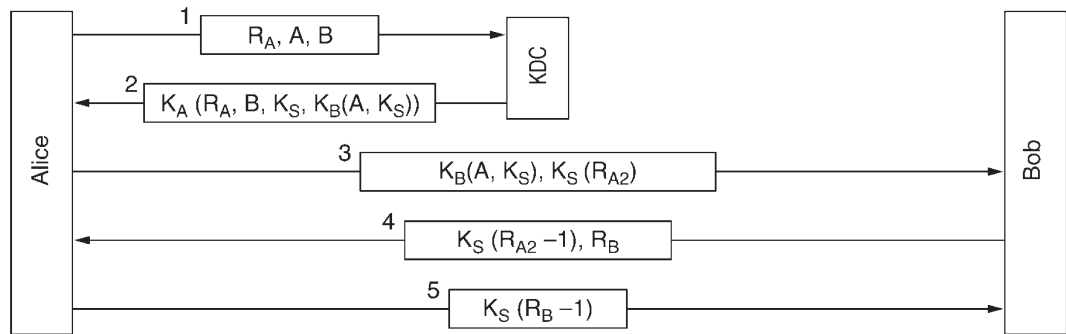 1
R_A, A, B
KDC
2
K_A (R_A, B, K_S, K_B(A, K_S))
Alice
Bob
3
K_B(A, K_S), K_S (R_A2)
4
K_S (R_A2 –1), R_B
5
K_S (R_B –1)